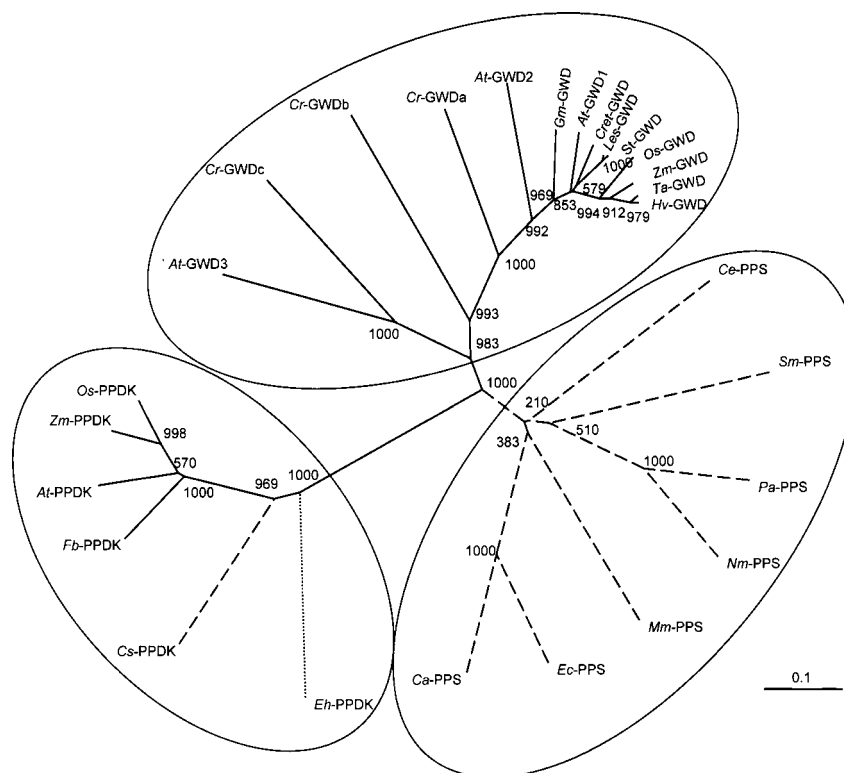 At-GWD2
Gm-GWD
At-GWD1
Cret-GWD
Les-GWD
St-GWD
Os-GWD
Zm-GWD
Ta-GWD
Hv-GWD
Cr-GWDa
Cr-GWDb
Cr-GWDc
At-GWD3
1000
579
969
853
994
912
979
992
1000
993
983
1000
1000
Ce-PPS
Sm-PPS
210
510
383
1000
Pa-PPS
Nm-PPS
Mm-PPS
1000
Ec-PPS
Ca-PPS
Os-PPDK
Zm-PPDK
998
570
At-PPDK
1000
969
1000
Fb-PPDK
Cs-PPDK
Eh-PPDK
0.1